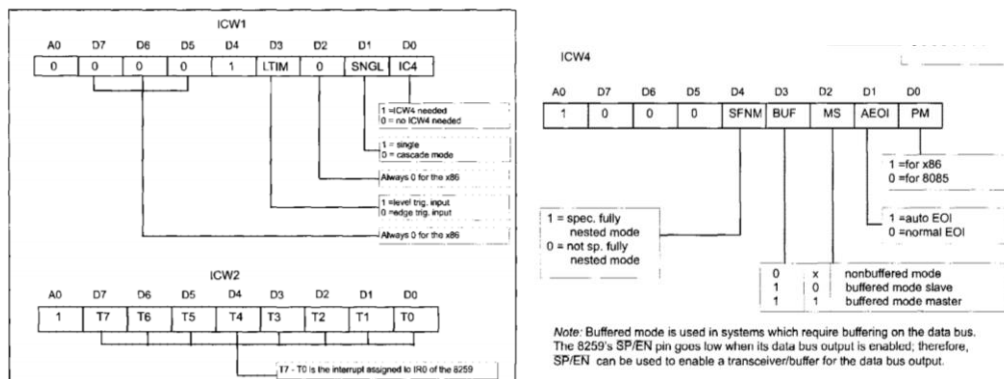 ICW1
A0 D7 D6 D5 D4 D3 D2 D1 D0
0 0 0 0 1 LTIM 0 SNGL IC4
1 =ICW4 needed
0 = no ICW4 needed
1 = single
0 = cascade mode
Always 0 for the x86
1 =level trig. input
0 =edge trig. input
Always 0 for the x86
ICW2
A0 D7 D6 D5 D4 D3 D2 D1 D0
1 T7 T6 T5 T4 T3 T2 T1 T0
T7 - T0 is the interrupt assigned to IR0 of the 8259
ICW4
A0 D7 D6 D5 D4 D3 D2 D1 D0
1 0 0 0 SFNM BUF MS AEOI PM
1 =for x86
0 =for 8085
1 =auto EOI
0 =normal EOI
1 = spec. fully
nested mode
0 = not sp. fully
nested mode
0 x nonbuffered mode
1 0 buffered mode slave
1 1 buffered mode master
Note: Buffered mode is used in systems which require buffering on the data bus.
The 8259's SP/EN pin goes low when its data bus output is enabled; therefore,
SP/EN can be used to enable a transceiver/buffer for the data bus output.